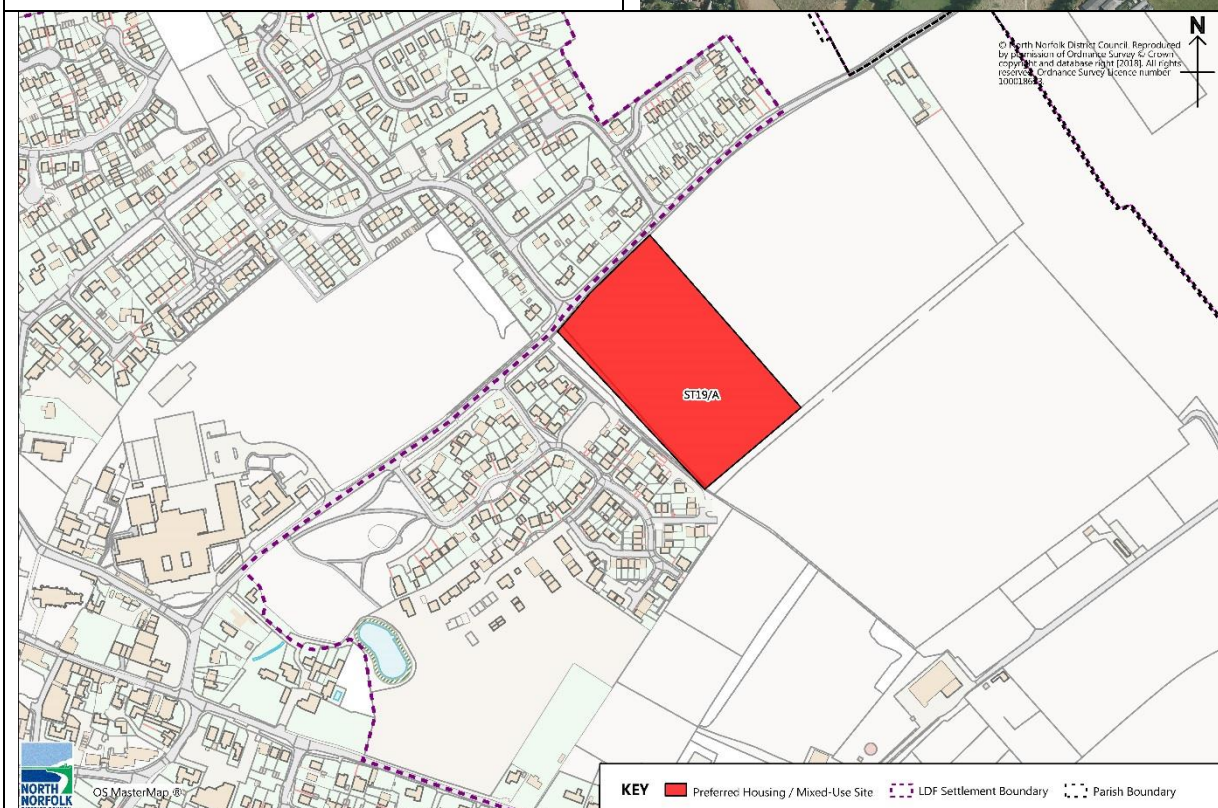 N
© North Norfolk District Council. Reproduced
by permission of Ordnance Survey © Crown
copyright and database right [2018]. All rights
reserved. Ordnance Survey Licence number
ST19/A
NORTH
NORFOLK
OS MasterMap ®
KEY Preferred Housing / Mixed-Use Site LDF Settlement Boundary Parish Boundary